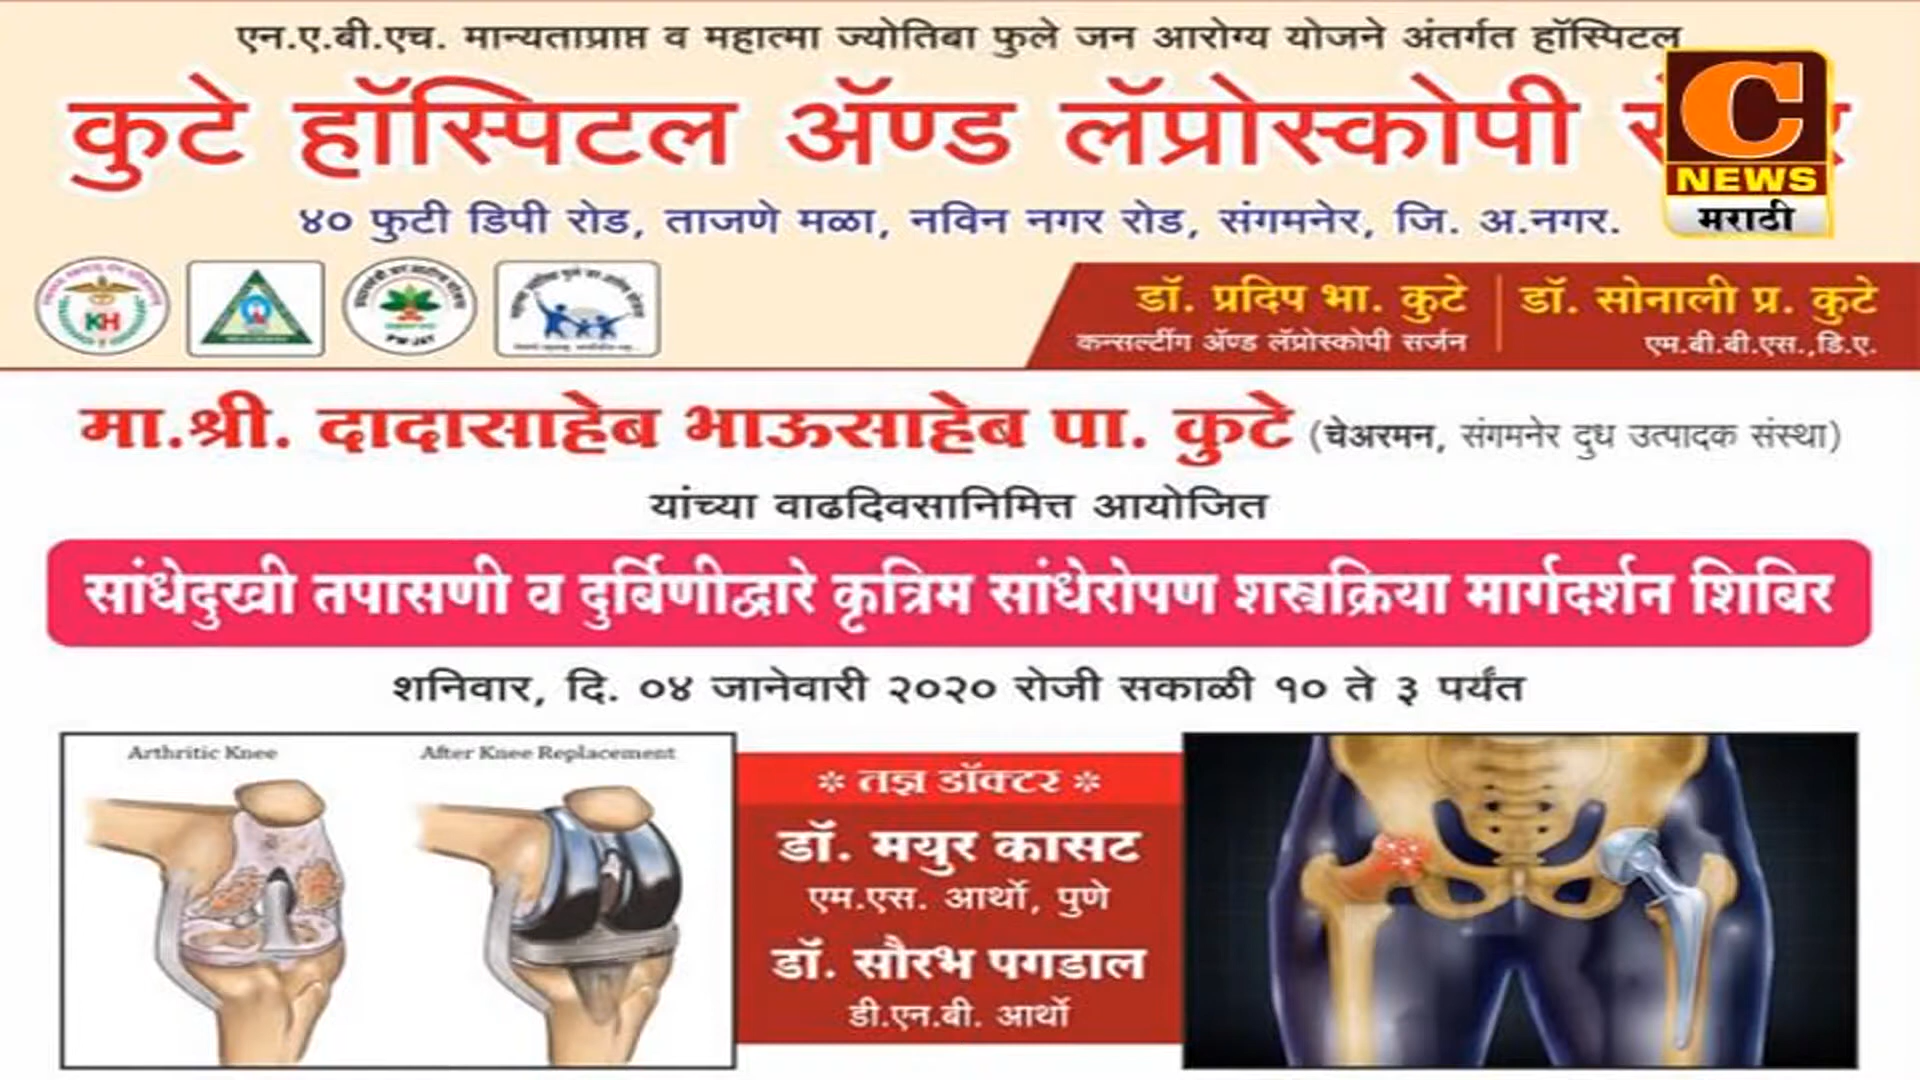 एन.ए.बी.एच. मान्यताप्राप्त व महात्मा ज्योतिबा फुले जन आरोग्य योजने अंतर्गत हॉस्पिटल
कुटे हॉस्पिटल ॲण्ड लॅप्रोस्कोपी
C
NEWS
मराठी
४० फुटी डिपी रोड, ताजणे मळा, नविन नगर रोड, संगमनेर, जि. अ.नगर.
KH
डॉ. प्रदिप भा. कुटे
कन्सल्टींग ॲण्ड लॅप्रोस्कोपी सर्जन
डॉ. सोनाली प्र. कुटे
एम.बी.बी.एस.,डि.ए.
मा.श्री. दादासाहेब भाऊसाहेब पा. कुटे (चेअरमन, संगमनेर दुध उत्पादक संस्था)
यांच्या वाढदिवसानिमित्त आयोजित
सांधेदुखी तपासणी व दुर्बिणीद्वारे कृत्रिम सांधेरोपण शस्त्रक्रिया मार्गदर्शन शिबिर
शनिवार, दि. ०४ जानेवारी २०२० रोजी सकाळी १० ते ३ पर्यंत
Arthritic Knee
After Knee Replacement
* तज्ञ डॉक्टर *
डॉ. मयुर कासट
एम.एस. आर्थो, पुणे
डॉ. सौरभ पगडाल
डी.एन.बी. आर्थो